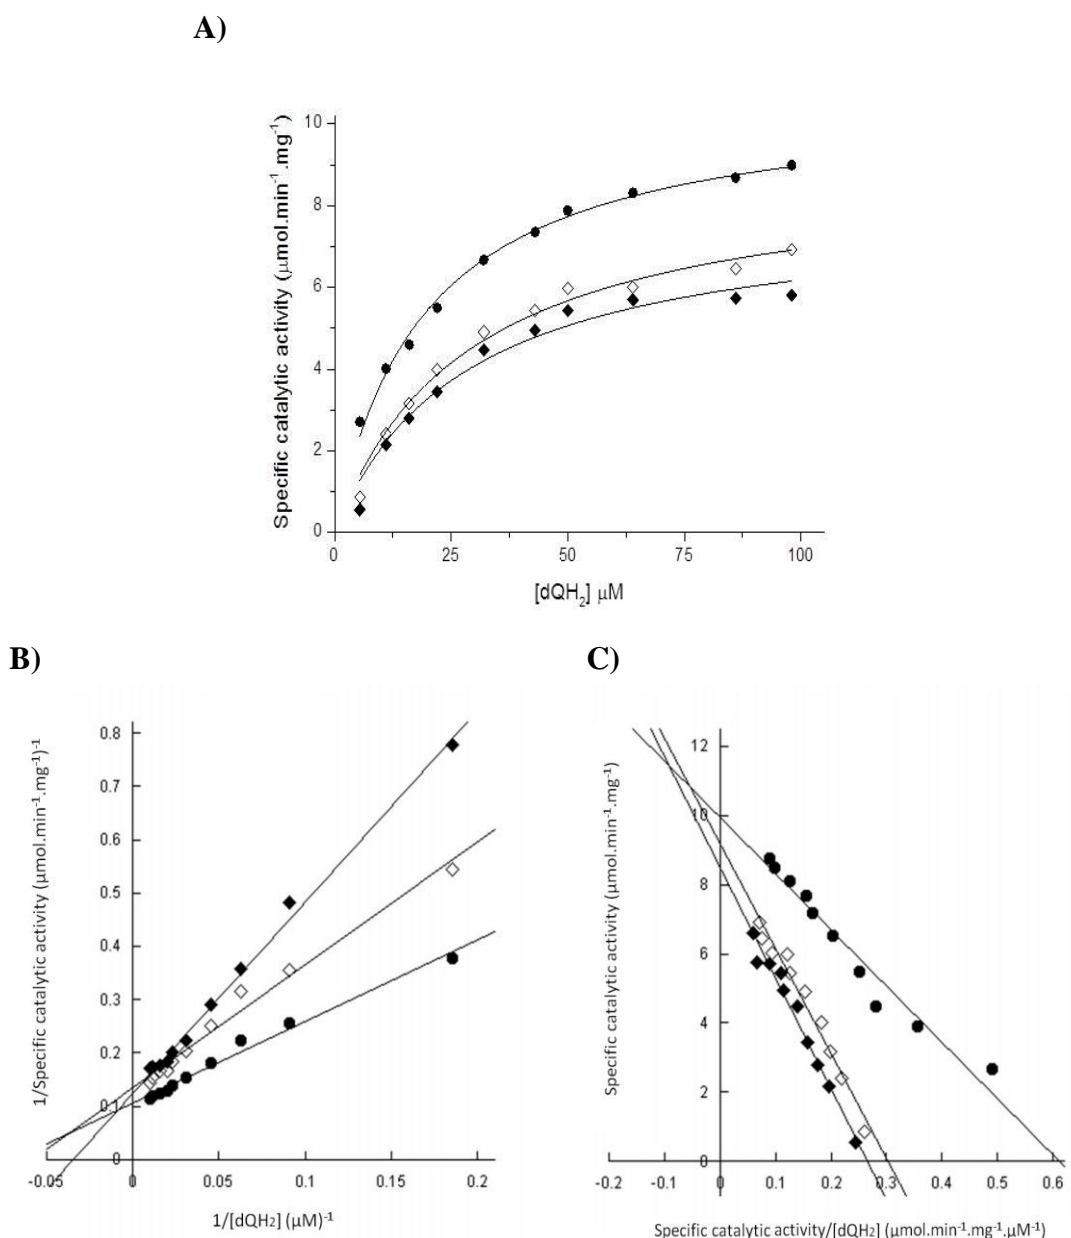 A)
Specific catalytic activity (μmol.min⁻¹.mg⁻¹)
10
8
6
4
2
0
0 25 50 75 100
[dQH₂] μM
B)
C)
1/Specific catalytic activity (μmol.min⁻¹.mg⁻¹)⁻¹
0.8
0.7
0.6
0.5
0.4
0.3
0.2
0.1
0
-0.05 0 0.05 0.1 0.15 0.2
1/[dQH2] (μM)⁻¹
Specific catalytic activity (μmol.min⁻¹.mg⁻¹)
12
10
8
6
4
2
0
-0.2 -0.1 0 0.1 0.2 0.3 0.4 0.5 0.6
Specific catalytic activity/[dQH2] (μmol.min⁻¹.mg⁻¹.μM⁻¹)